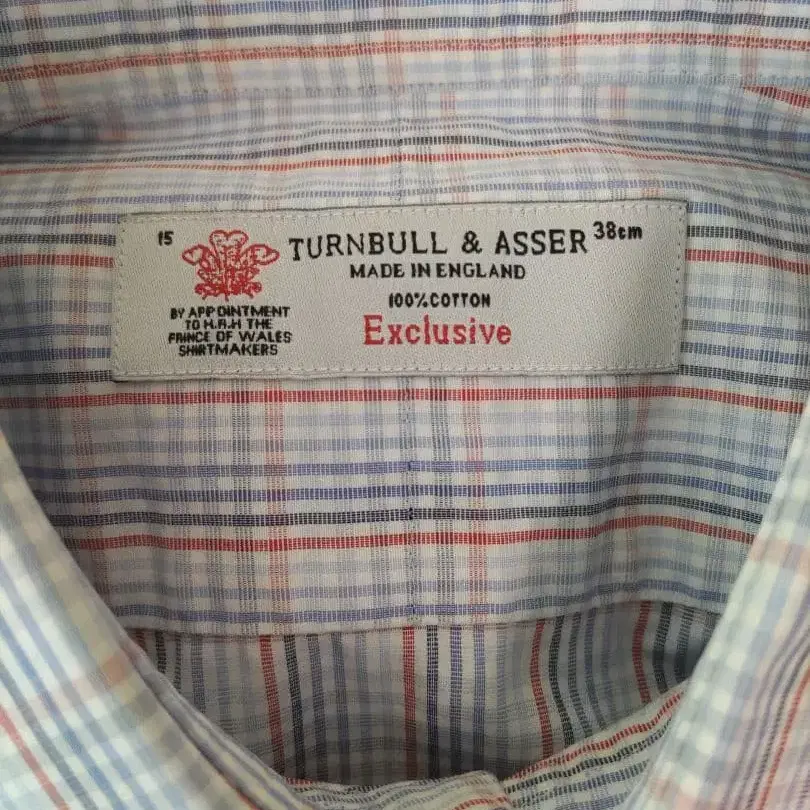 15
TURNBULL & ASSER 38cm
MADE IN ENGLAND
100% COTTON
Exclusive
BY APPOINTMENT
TO H.R.H THE
PRINCE OF WALES
SHIRTMAKERS